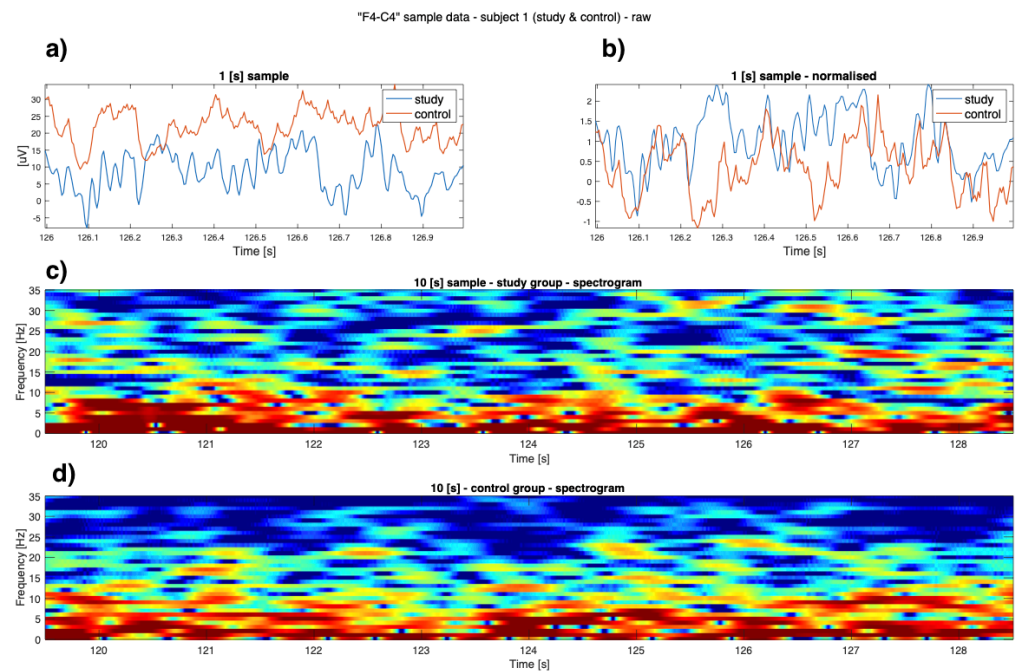 "F4-C4" sample data - subject 1 (study & control) - raw
a)
1 [s] sample
[uV]
30
25
20
15
10
5
0
-5
study
control
126 126.1 126.2 126.3 126.4 126.5 126.6 126.7 126.8 126.9
Time [s]
b)
1 [s] sample - normalised
2
1.5
1
0.5
0
-0.5
-1
study
control
126 126.1 126.2 126.3 126.4 126.5 126.6 126.7 126.8 126.9
Time [s]
c)
10 [s] sample - study group - spectrogram
Frequency [Hz]
35
30
25
20
15
10
5
0
120 121 122 123 124 125 126 127 128
Time [s]
d)
10 [s] - control group - spectrogram
Frequency [Hz]
35
30
25
20
15
10
5
0
120 121 122 123 124 125 126 127 128
Time [s]